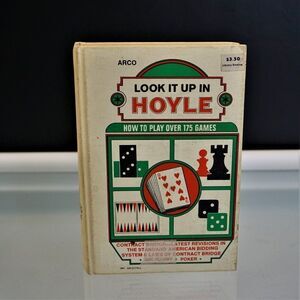 ARCO
$3.50
LOOK IT UP IN
HOYLE
HOW TO PLAY OVER 175 GAMES
CONTRACT BRIDGE LATEST REVISIONS IN
THE STANDARD AMERICAN BIDDING
SYSTEM & LAWS OF CONTRACT BRIDGE
POKER